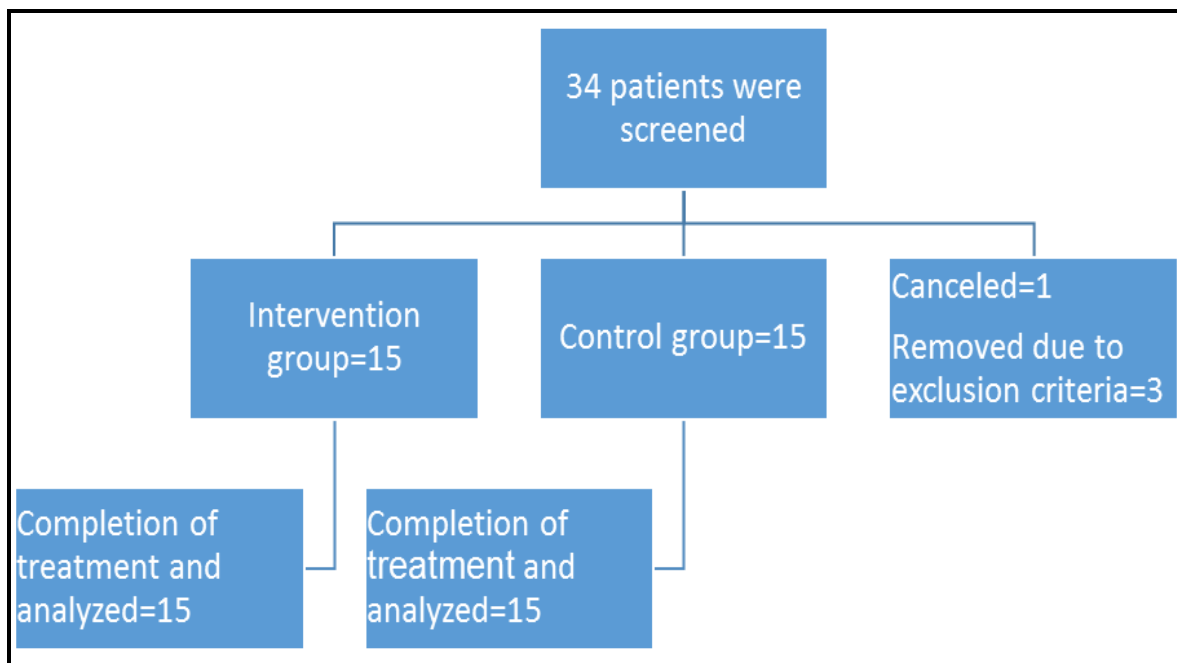 34 patients were
screened
Intervention
group=15
Control group=15
Canceled=1
Removed due to
exclusion criteria=3
Completion of
treatment and
analyzed=15
Completion of
treatment and
analyzed=15